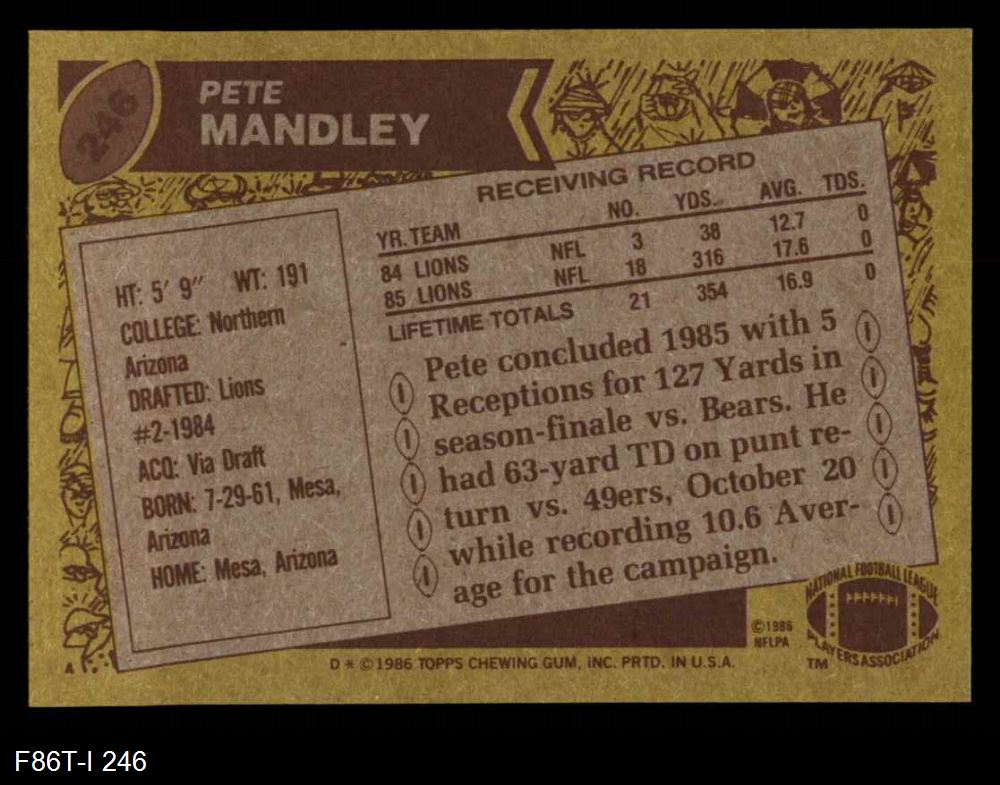 246
PETE
MANDLEY
RECEIVING RECORD
YR. TEAM NO. YDS. AVG. TDS.
84 LIONS NFL 3 38 12.7 0
85 LIONS NFL 18 316 17.6 0
LIFETIME TOTALS 21 354 16.9 0
HT: 5′ 9″ WT: 191
COLLEGE: Northern
Arizona
DRAFTED: Lions
#2-1984
ACQ: Via Draft
BORN: 7-29-61, Mesa,
Arizona
HOME: Mesa, Arizona
Pete concluded 1985 with 5
Receptions for 127 Yards in
season-finale vs. Bears. He
had 63-yard TD on punt re-
turn vs. 49ers, October 20
while recording 10.6 Aver-
age for the campaign.
NATIONAL FOOTBALL LEAGUE
PLAYERS ASSOCIATION
TM
©1986
NFLPA
A
D * © 1986 TOPPS CHEWING GUM, INC. PRTD. IN U.S.A.
F86T-I 246